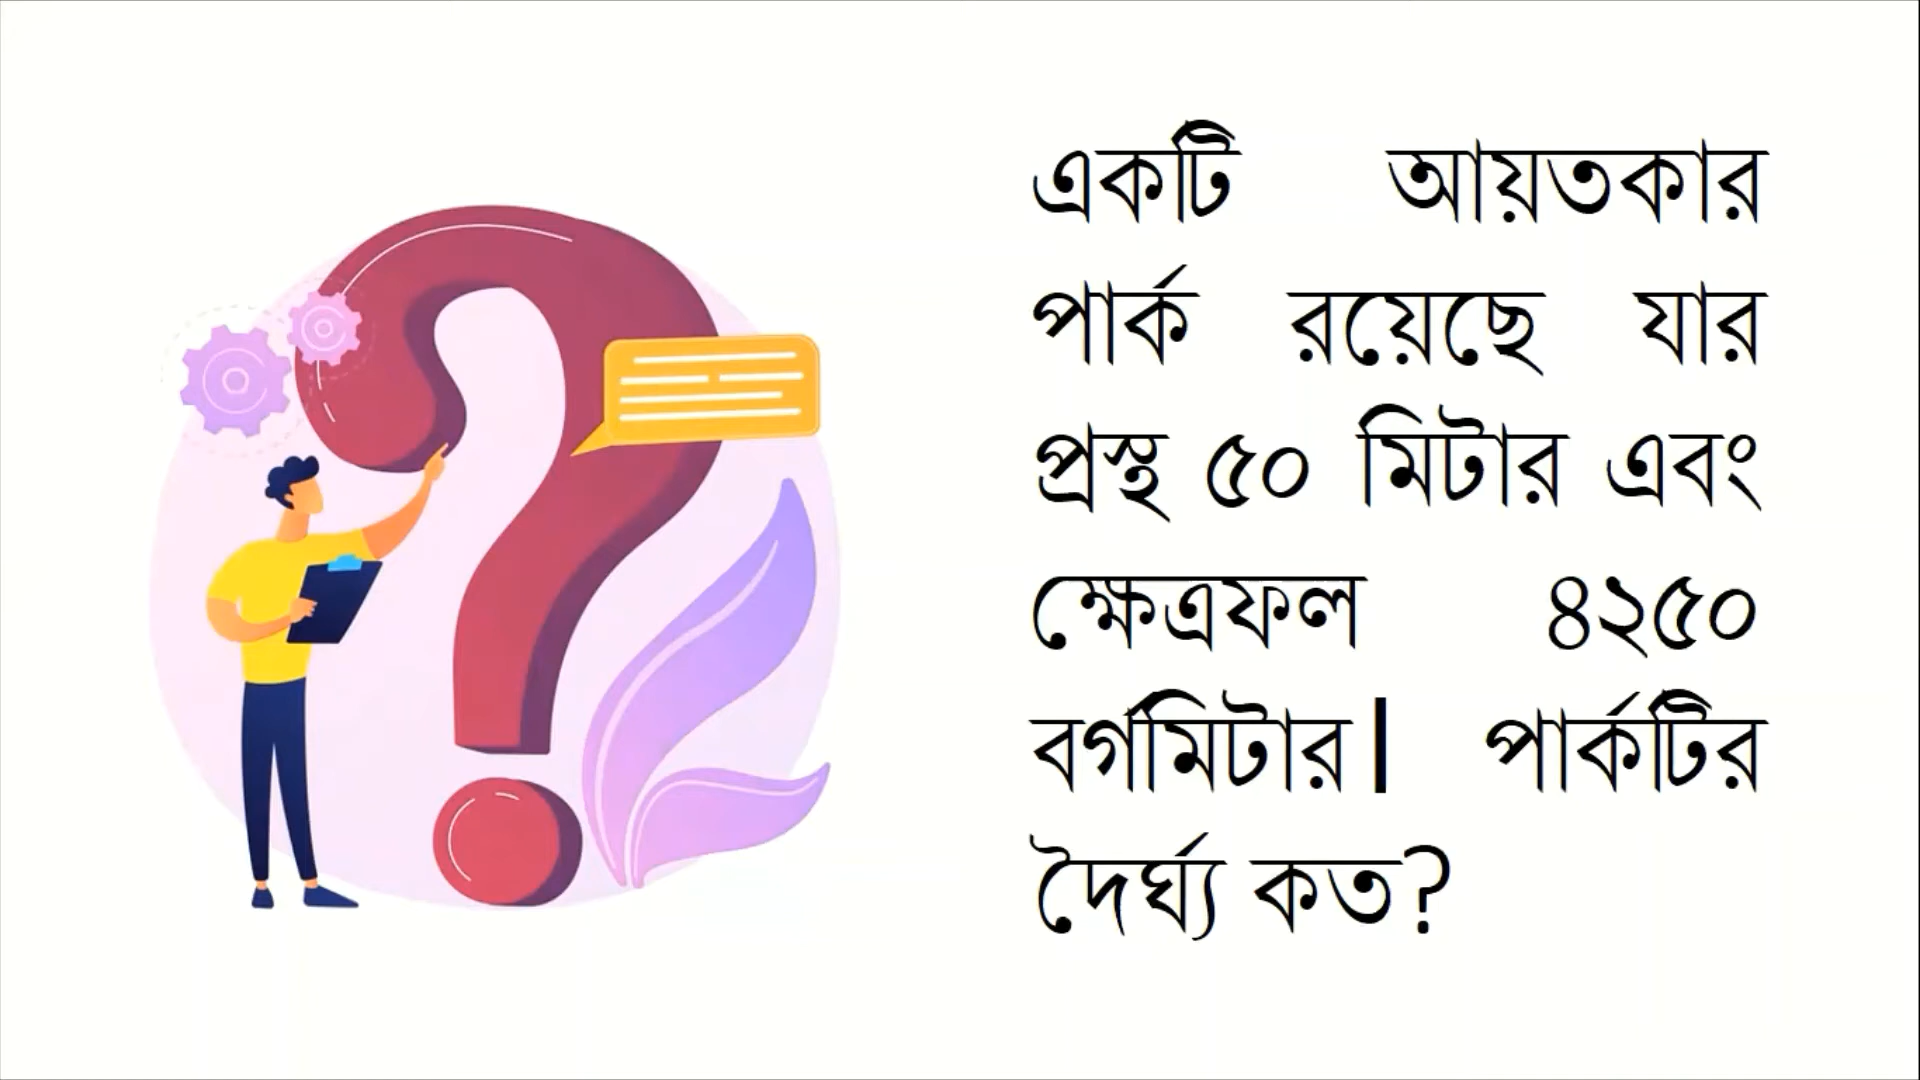 একটি আয়তকার
পার্ক রয়েছে যার
প্রস্থ ৫০ মিটার এবং
ক্ষেত্রফল ৪২৫০
বর্গমিটার। পার্কটির
দৈর্ঘ্য কত?